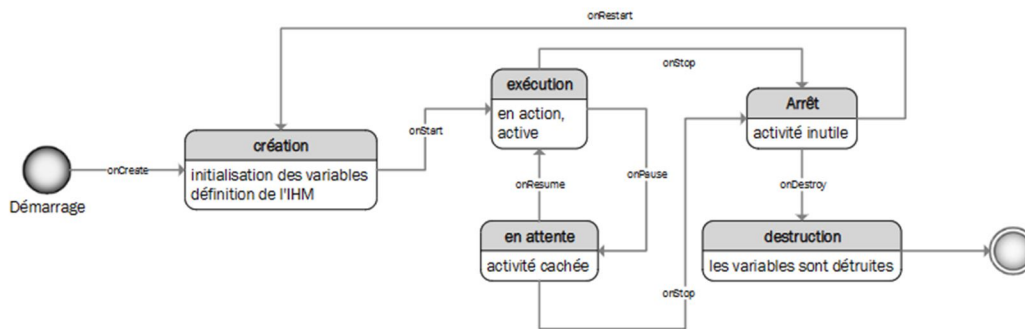 onRestart
exécution
onStop
en action,
active
Arrêt
activité inutile
onStart
création
initialisation des variables
définition de l'IHM
onCreate
Démarrage
onResume
onPause
onDestroy
en attente
activité cachée
destruction
les variables sont détruites
onStop